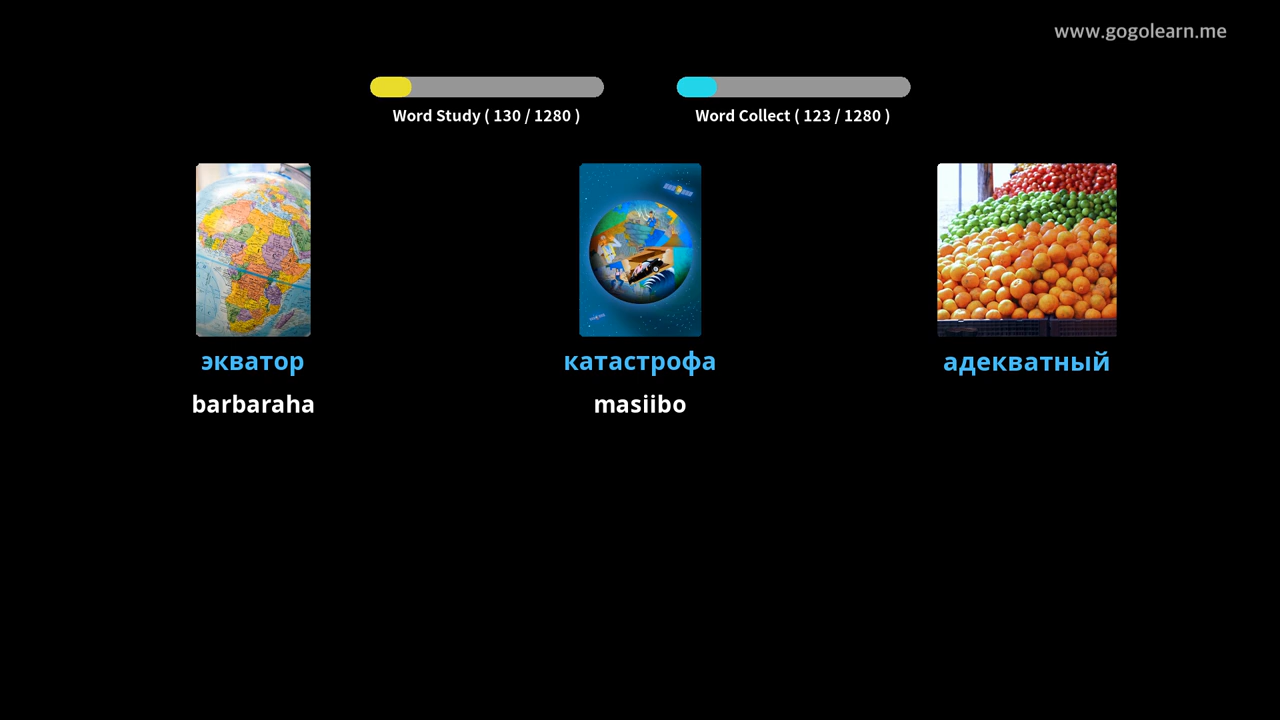 www.gogolearn.me
Word Study ( 130 / 1280 )
Word Collect ( 123 / 1280 )
экватор
катастрофа
адекватный
barbaraha
masiibo